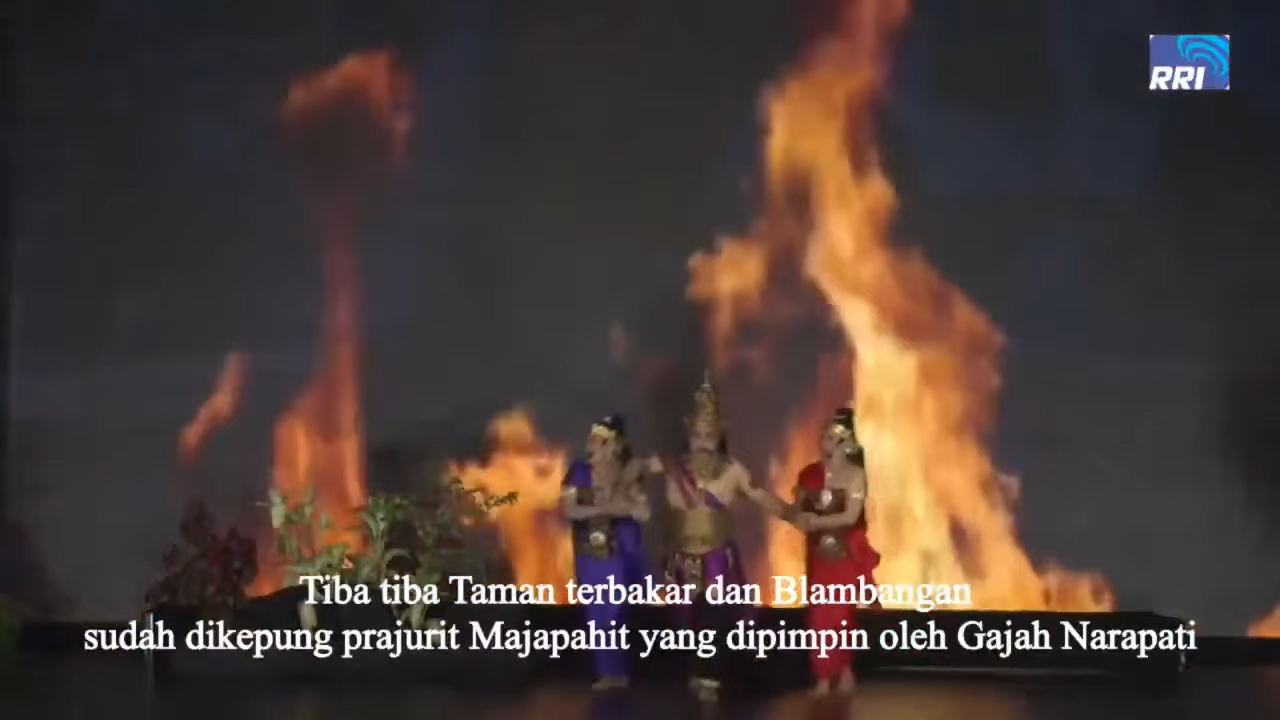 RRI
Tiba tiba Taman terbakar dan Blambangan
sudah dikepung prajurit Majapahit yang dipimpin oleh Gajah Narapati